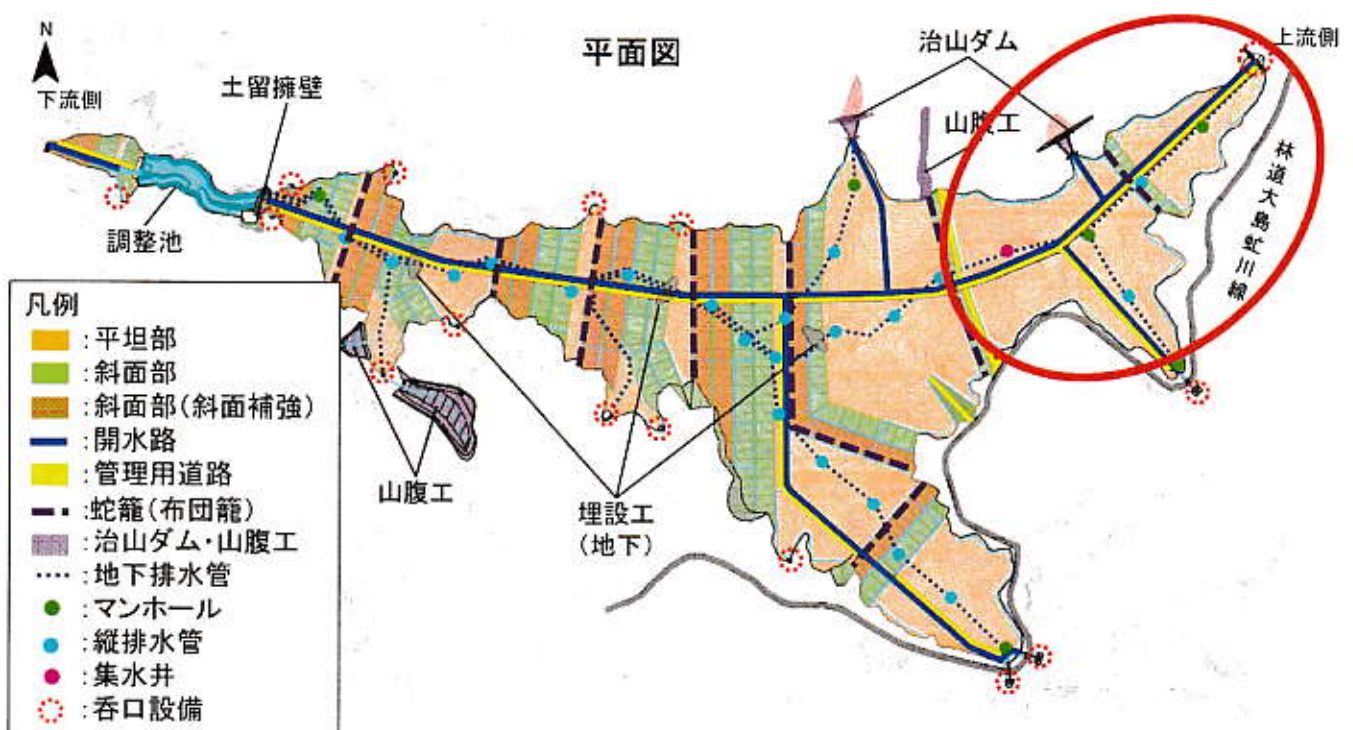 平面図
N
下流側
土留擁壁
調整池
治山ダム
山腹工
上流側
林道大島虻川線
山腹工
埋設工
(地下)
凡例
:平坦部
:斜面部
:斜面部(斜面補強)
:開水路
:管理用道路
:蛇籠(布団籠)
:治山ダム・山腹工
:地下排水管
:マンホール
:縦排水管
:集水井
:呑口設備